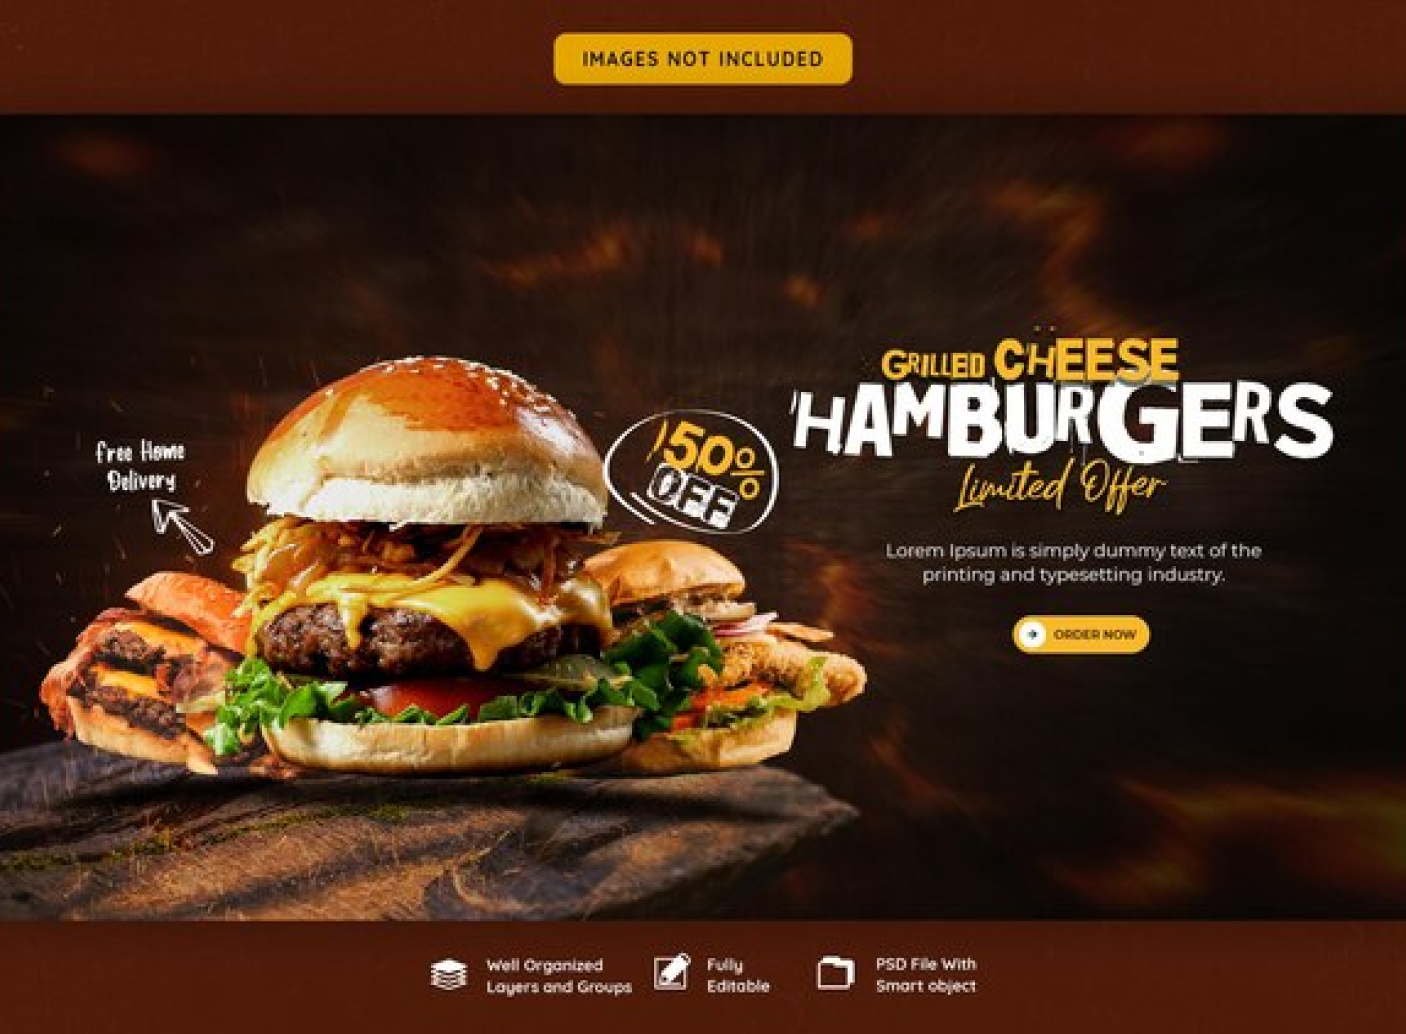 IMAGES NOT INCLUDED
GRILLED CHEESE
HAMBURGERS
Limited Offer
free Home
Delivery
50%
OFF
Lorem Ipsum is simply dummy text of the
printing and typesetting industry.
ORDER NOW
Well Organized
Layers and Groups
Fully
Editable
PSD File With
Smart object